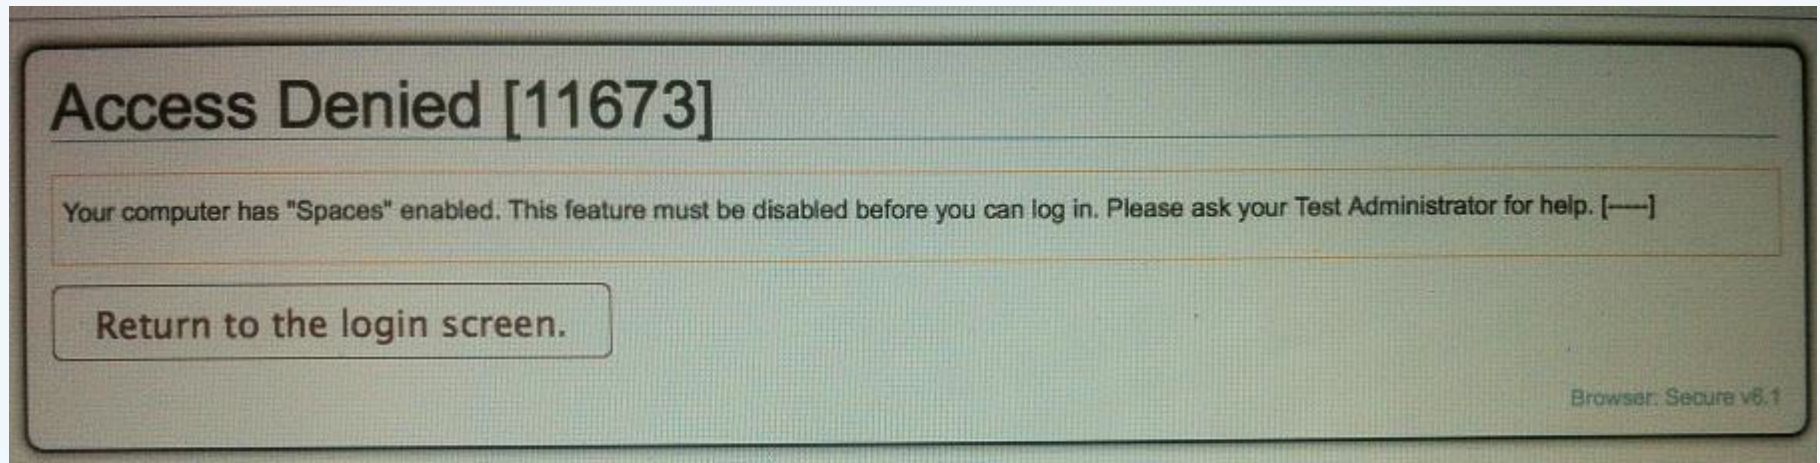 Access Denied [11673]
Your computer has "Spaces" enabled. This feature must be disabled before you can log in. Please ask your Test Administrator for help. [-----]
Return to the login screen.
Browser: Secure v6.1